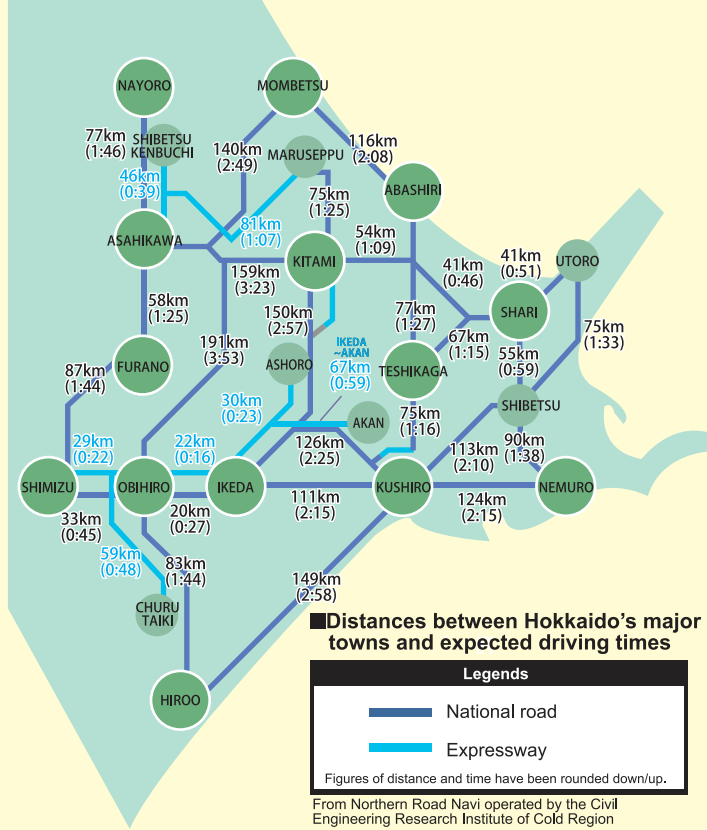 NAYORO
MOMBETSU
77km
(1:46)
SHIBETSU
KENBUCHI
140km
(2:49)
MARUSEPPU
116km
(2:08)
46km
(0:39)
75km
(1:25)
ABASHIRI
81km
(1:07)
ASAHIKAWA
54km
(1:09)
KITAMI
159km
(3:23)
41km
(0:46)
41km
(0:51)
UTORO
58km
(1:25)
150km
(2:57)
77km
(1:27)
SHARI
191km
(3:53)
IKEDA
~AKAN
67km
(0:59)
67km
(1:15)
75km
(1:33)
87km
(1:44)
FURANO
ASHORO
TESHIKAGA
55km
(0:59)
30km
(0:23)
AKAN
75km
(1:16)
SHIBETSU
29km
(0:22)
22km
(0:16)
126km
(2:25)
113km
(2:10)
90km
(1:38)
SHIMIZU
OBIHIRO
IKEDA
KUSHIRO
NEMURO
33km
(0:45)
20km
(0:27)
111km
(2:15)
124km
(2:15)
59km
(0:48)
83km
(1:44)
149km
(2:58)
CHURU
TAIKI
HIROO
■Distances between Hokkaido's major
towns and expected driving times
Legends
National road
Expressway
Figures of distance and time have been rounded down/up.
From Northern Road Navi operated by the Civil
Engineering Research Institute of Cold Region